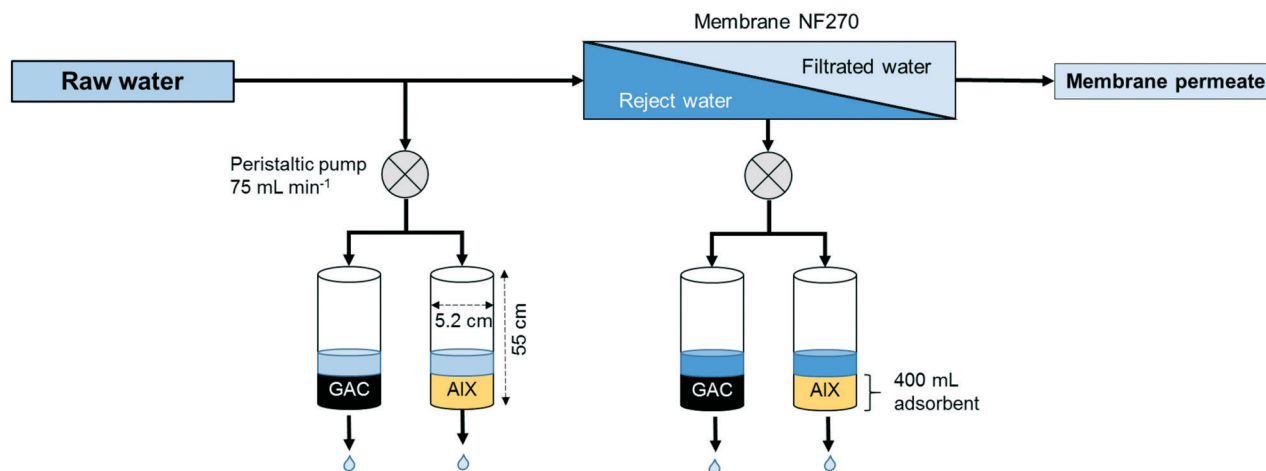 Membrane NF270
Raw water
Filtrated water
Reject water
Membrane permeate
Peristaltic pump
75 mL min⁻¹
5.2 cm
55 cm
GAC
AIX
GAC
AIX
400 mL
adsorbent